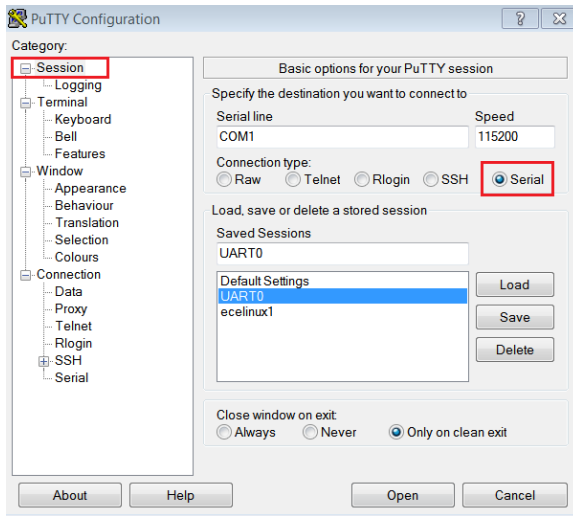 PuTTY Configuration
Category:
Session
Logging
Terminal
Keyboard
Bell
Features
Window
Appearance
Behaviour
Translation
Selection
Colours
Connection
Data
Proxy
Telnet
Rlogin
SSH
Serial
Basic options for your PuTTY session
Specify the destination you want to connect to
Serial line Speed
COM1 115200
Connection type:
Raw Telnet Rlogin SSH Serial
Load, save or delete a stored session
Saved Sessions
UART0
Default Settings
UART0
ecelinux1
Load
Save
Delete
Close window on exit:
Always Never Only on clean exit
About Help Open Cancel